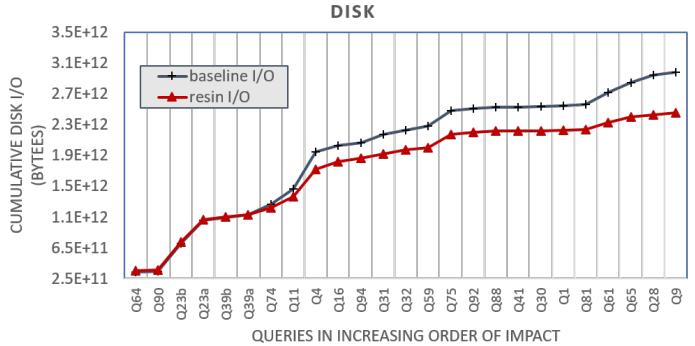 DISK
3.5E+12
3.1E+12
2.7E+12
2.3E+12
1.9E+12
1.5E+12
1.1E+12
6.5E+11
2.5E+11
CUMULATIVE DISK I/O
(BYTEES)
baseline I/O
resin I/O
Q64
Q90
Q23b
Q23a
Q39b
Q39a
Q74
Q11
Q4
Q16
Q94
Q31
Q32
Q59
Q75
Q92
Q88
Q41
Q30
Q1
Q81
Q61
Q65
Q28
Q9
QUERIES IN INCREASING ORDER OF IMPACT